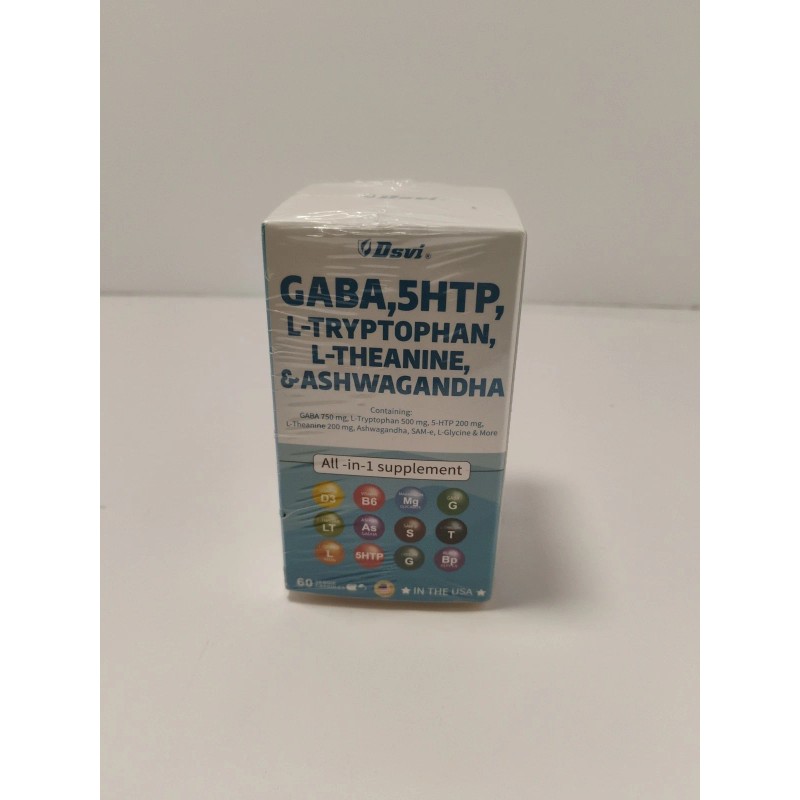 Dsvi®
GABA,5HTP,
L-TRYPTOPHAN,
L-THEANINE,
&ASHWAGANDHA
Containing:
GABA 750 mg, L-Tryptophan 500 mg, 5-HTP 200 mg,
L-Theanine 200 mg, Ashwagandha, SAM-e, L-Glycine & More
All -in-1 supplement
D3 B6 Mg G
LT As S T
L 5HTP G Bp
60 IN THE USA